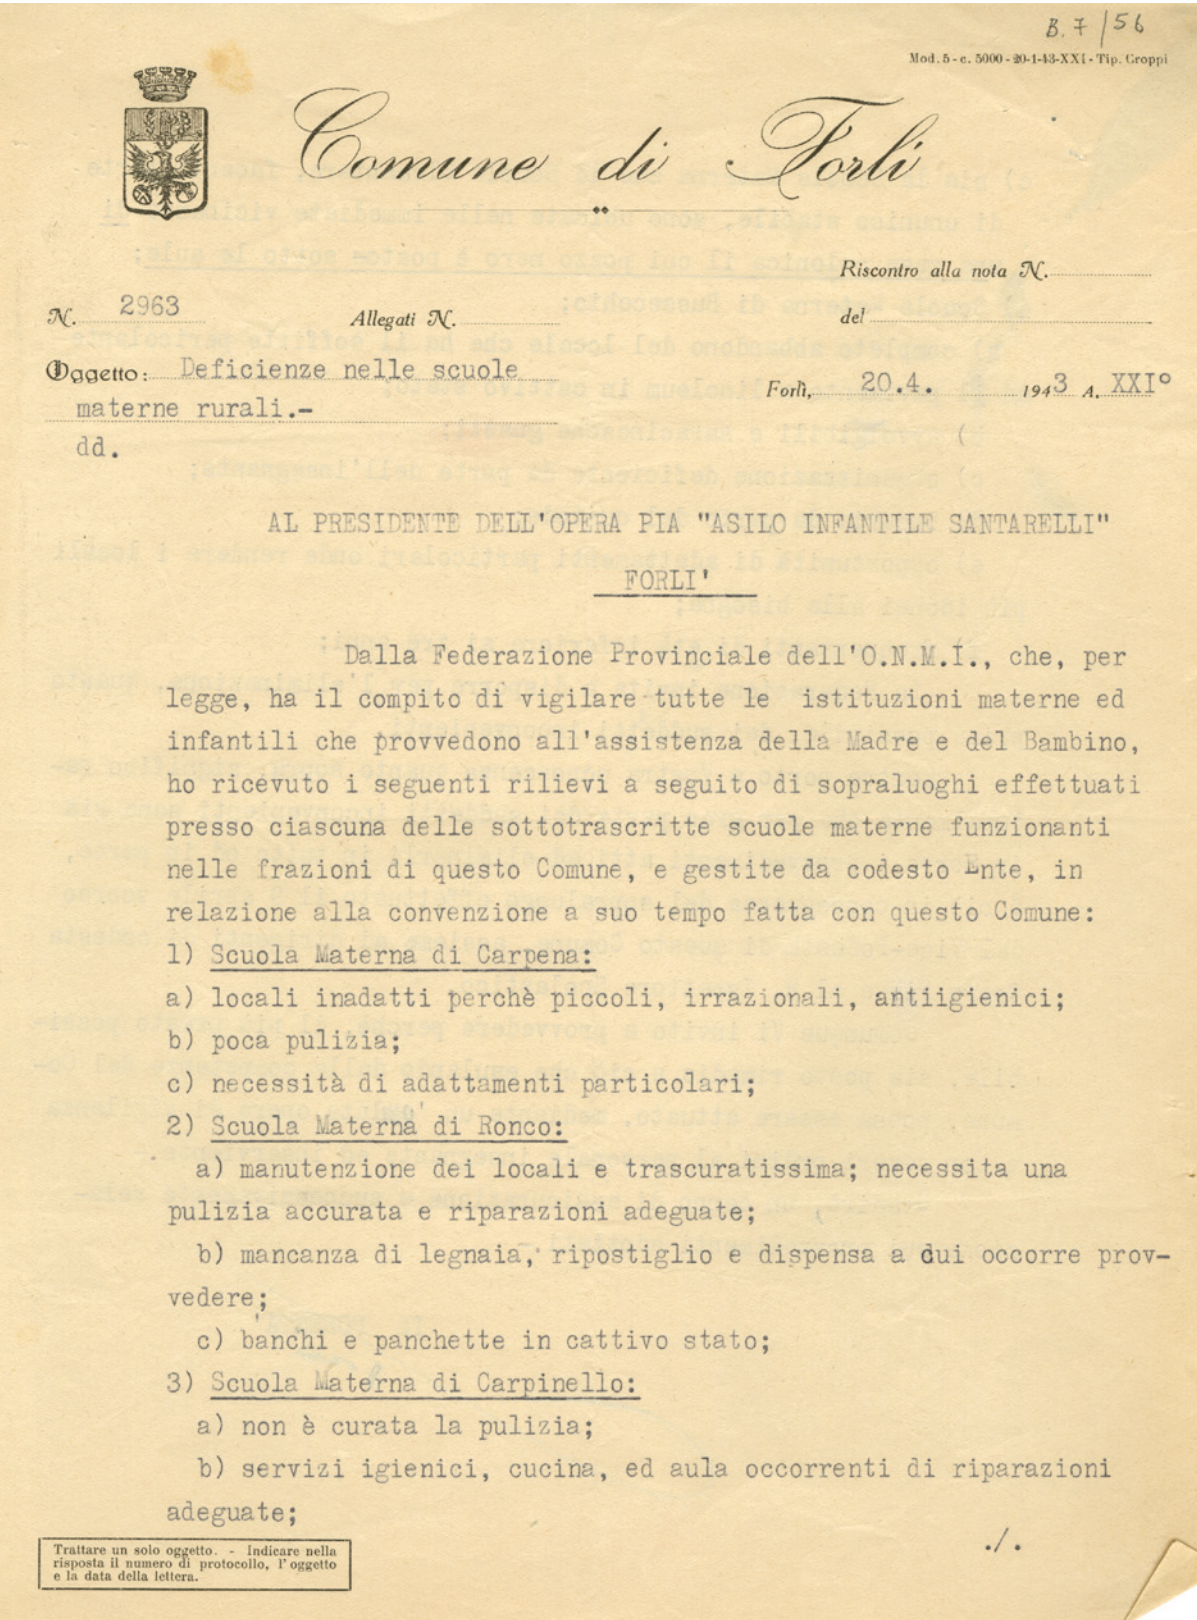 B. 7/56
Mod. 5 - c. 5000 - 20-1-43-XXI - Tip. Croppi
Comune di Forlì
Riscontro alla nota N.
N. 2963 Allegati N. del
Oggetto: Deficienze nelle scuole
materne rurali.-
Forlì, 20.4. 1943 A. XXI°
dd.
AL PRESIDENTE DELL'OPERA PIA "ASILO INFANTILE SANTARELLI"
FORLI'
Dalla Federazione Provinciale dell'O.N.M.I., che, per
legge, ha il compito di vigilare tutte le istituzioni materne ed
infantili che provvedono all'assistenza della Madre e del Bambino,
ho ricevuto i seguenti rilievi a seguito di sopraluoghi effettuati
presso ciascuna delle sottotrascritte scuole materne funzionanti
nelle frazioni di questo Comune, e gestite da codesto Ente, in
relazione alla convenzione a suo tempo fatta con questo Comune:
1) Scuola Materna di Carpena:
a) locali inadatti perchè piccoli, irrazionali, antiigienici;
b) poca pulizia;
c) necessità di adattamenti particolari;
2) Scuola Materna di Ronco:
a) manutenzione dei locali e trascuratissima; necessita una
pulizia accurata e riparazioni adeguate;
b) mancanza di legnaia, ripostiglio e dispensa a dui occorre prov-
vedere;
c) banchi e panchette in cattivo stato;
3) Scuola Materna di Carpinello:
a) non è curata la pulizia;
b) servizi igienici, cucina, ed aula occorrenti di riparazioni
adeguate;
./.
Trattare un solo oggetto. - Indicare nella
risposta il numero di protocollo, l'oggetto
e la data della lettera.